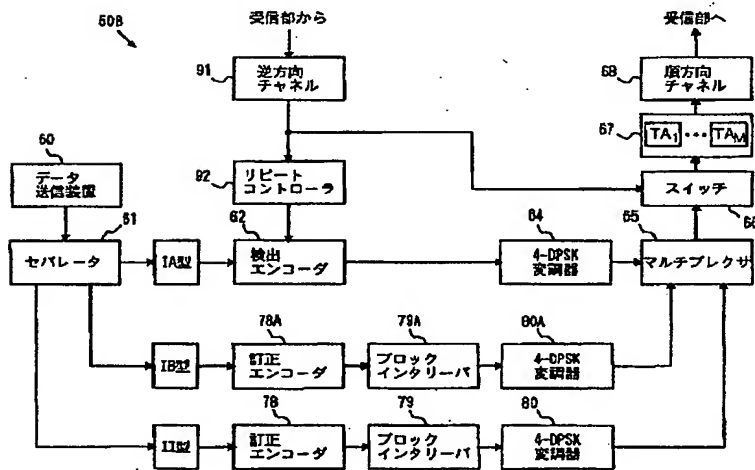 60B
受信部から
受信部へ
91
逆方向
チャネル
68
順方向
チャネル
67
TA1 ••• TAM
60
データ
送信装置
92
リピート
コントローラ
スイッチ
66
61
セパレータ
IA型
62
検出
エンコーダ
64
4-DPSK
変調器
65
マルチプレクサ
78A
IB型
訂正
エンコーダ
79A
ブロック
インタリーバ
80A
4-DPSK
変調器
78
II型
訂正
エンコーダ
79
ブロック
インタリーバ
80
4-DPSK
変調器